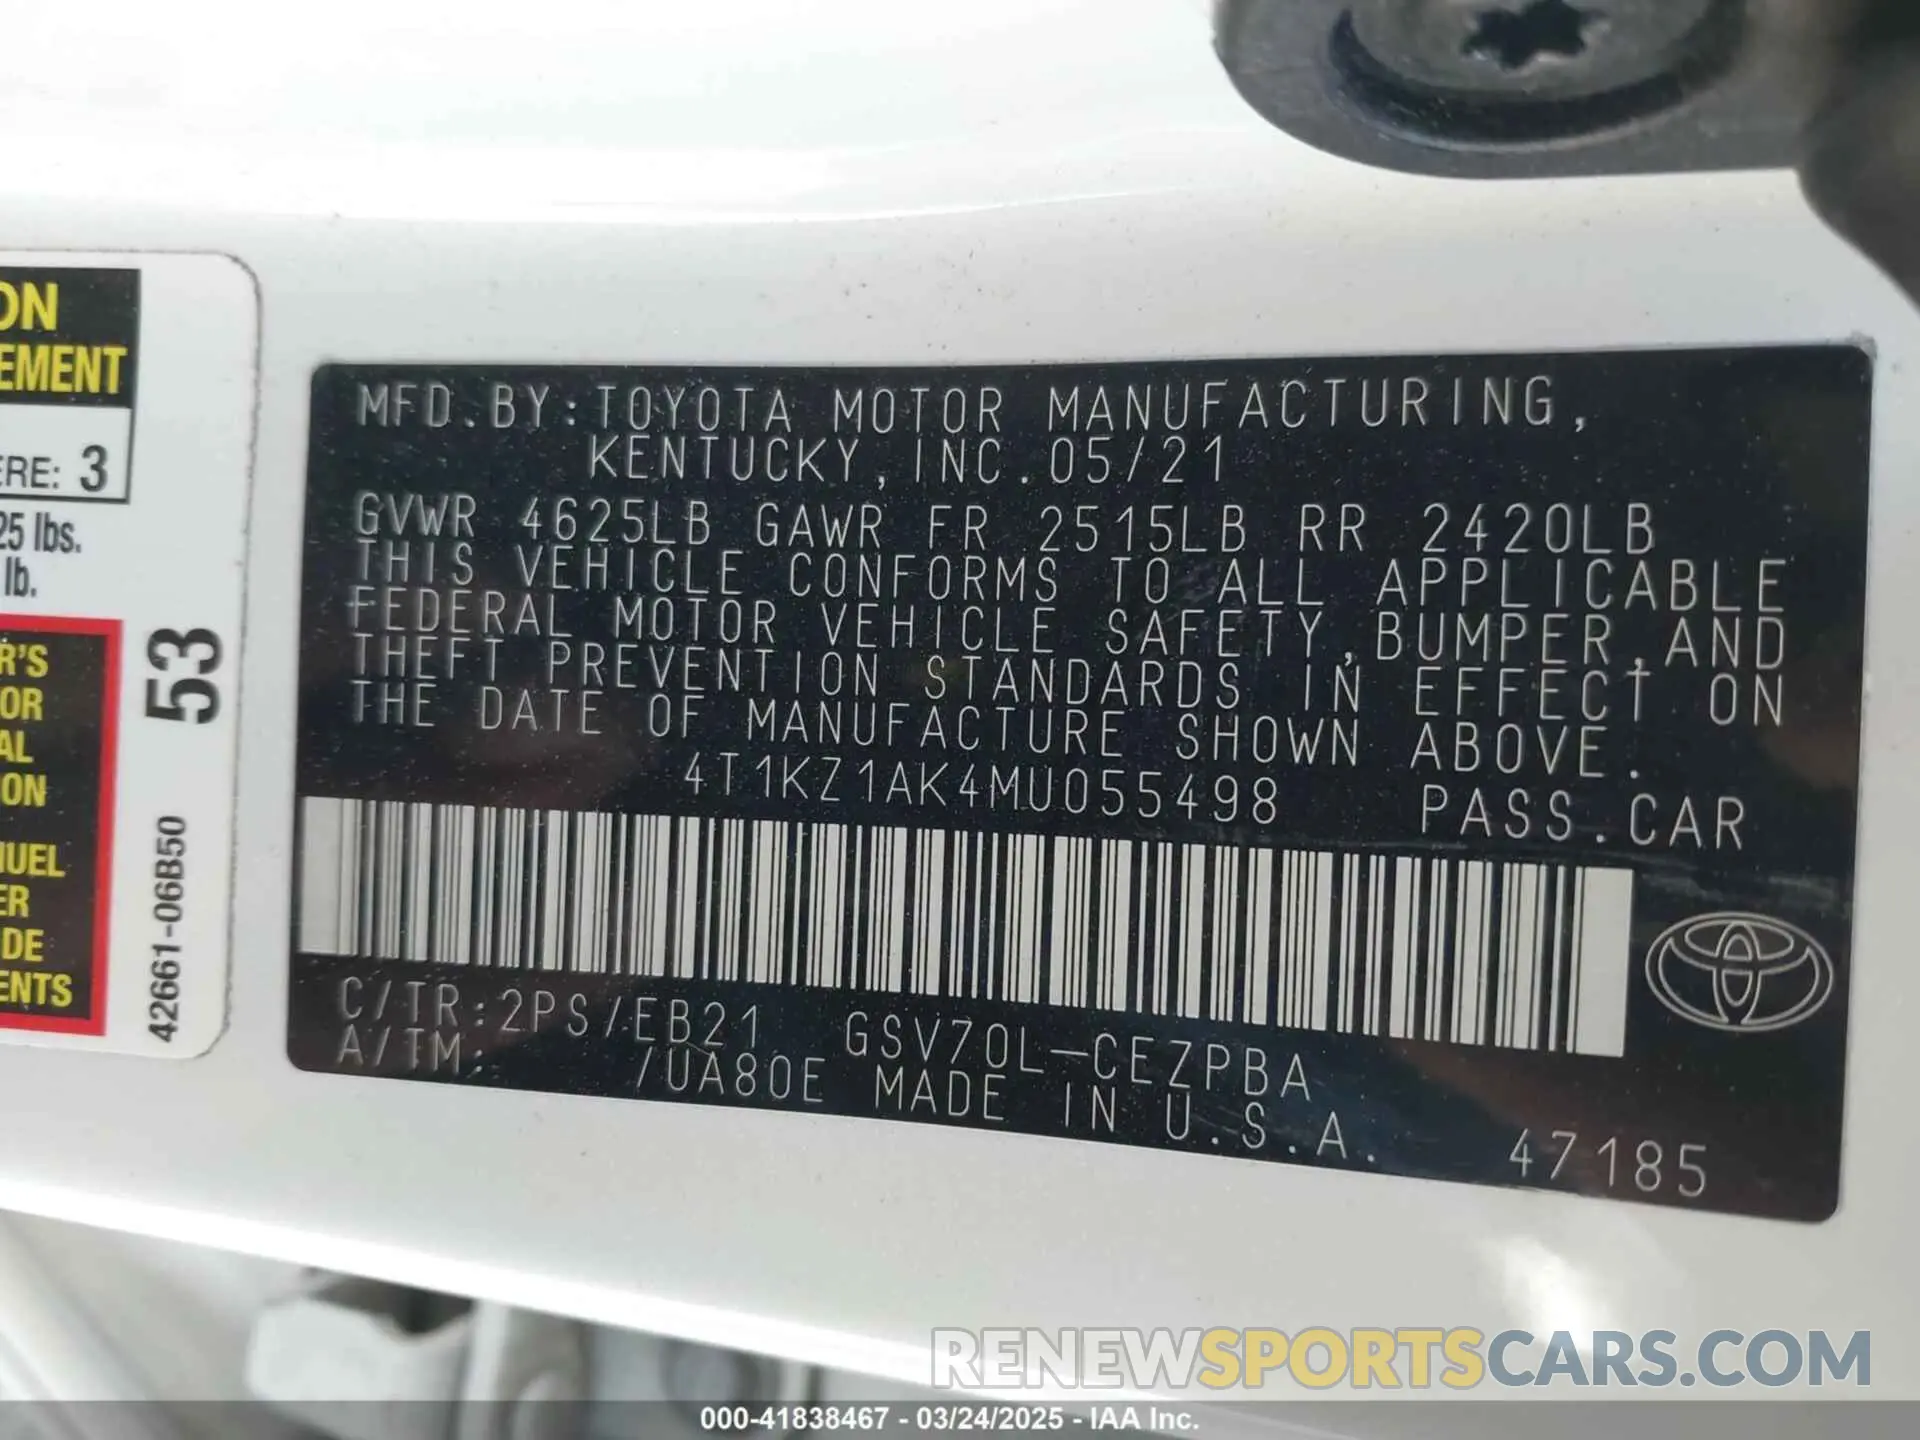 ON
EMENT
ERE: 3
25 lbs.
lb.
R'S
OR
AL
ON
NUEL
ER
DE
ENTS
53
42661-06B50
MFD.BY:TOYOTA MOTOR MANUFACTURING,
KENTUCKY,INC.05/21
GVWR 4625LB GAWR FR 2515LB RR 2420LB
THIS VEHICLE CONFORMS TO ALL APPLICABLE
FEDERAL MOTOR VEHICLE SAFETY,BUMPER,AND
THEFT PREVENTION STANDARDS IN EFFECT ON
THE DATE OF MANUFACTURE SHOWN ABOVE.
4T1KZ1AK4MU055498 PASS.CAR
C/TR:2PS/EB21 GSV70L-CEZPBA
A/TM: /UA80E MADE IN U.S.A. 47185
RENEWSPORTSCARS.COM
000-41838467 - 03/24/2025 - IAA Inc.